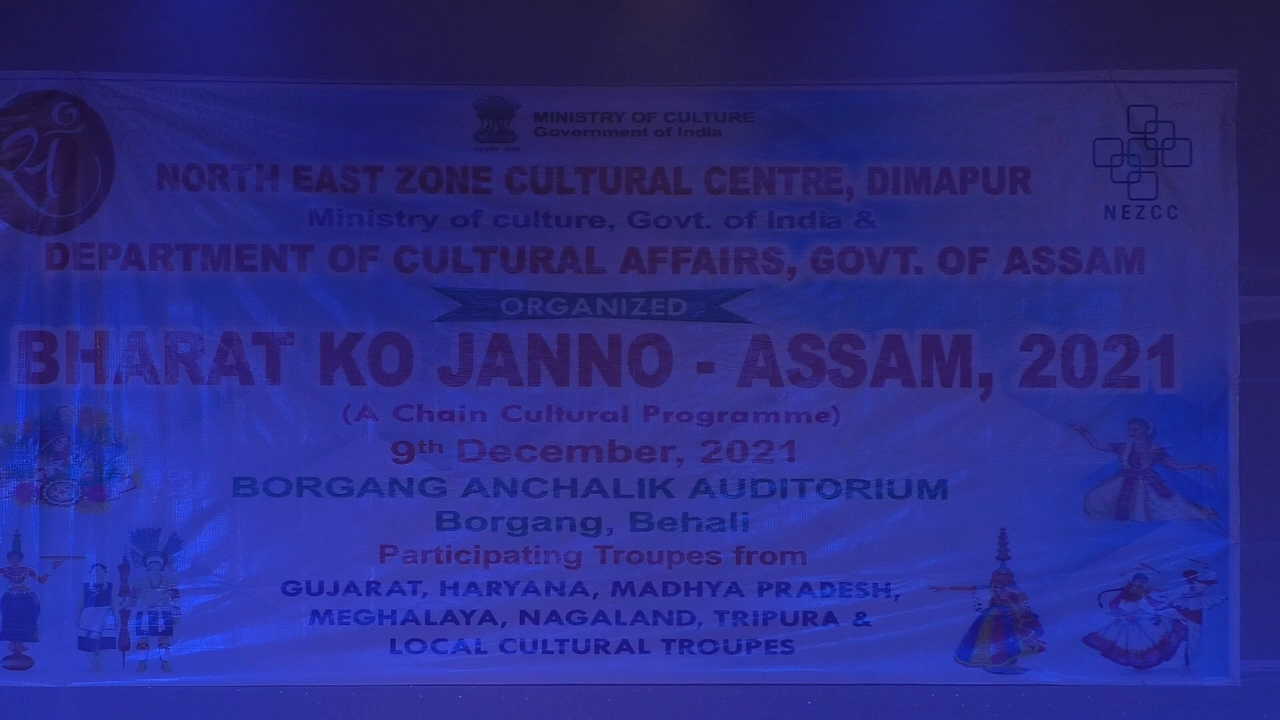 MINISTRY OF CULTURE
Government of India
NORTH EAST ZONE CULTURAL CENTRE, DIMAPUR
Ministry of culture, Govt. of India &
DEPARTMENT OF CULTURAL AFFAIRS, GOVT. OF ASSAM
NEZCC
ORGANIZED
BHARAT KO JANNO - ASSAM, 2021
(A Chain Cultural Programme)
9th December, 2021
BORGANG ANCHALIK AUDITORIUM
Borgang, Behali
Participating Troupes from
GUJARAT, HARYANA, MADHYA PRADESH,
MEGHALAYA, NAGALAND, TRIPURA &
LOCAL CULTURAL TROUPES